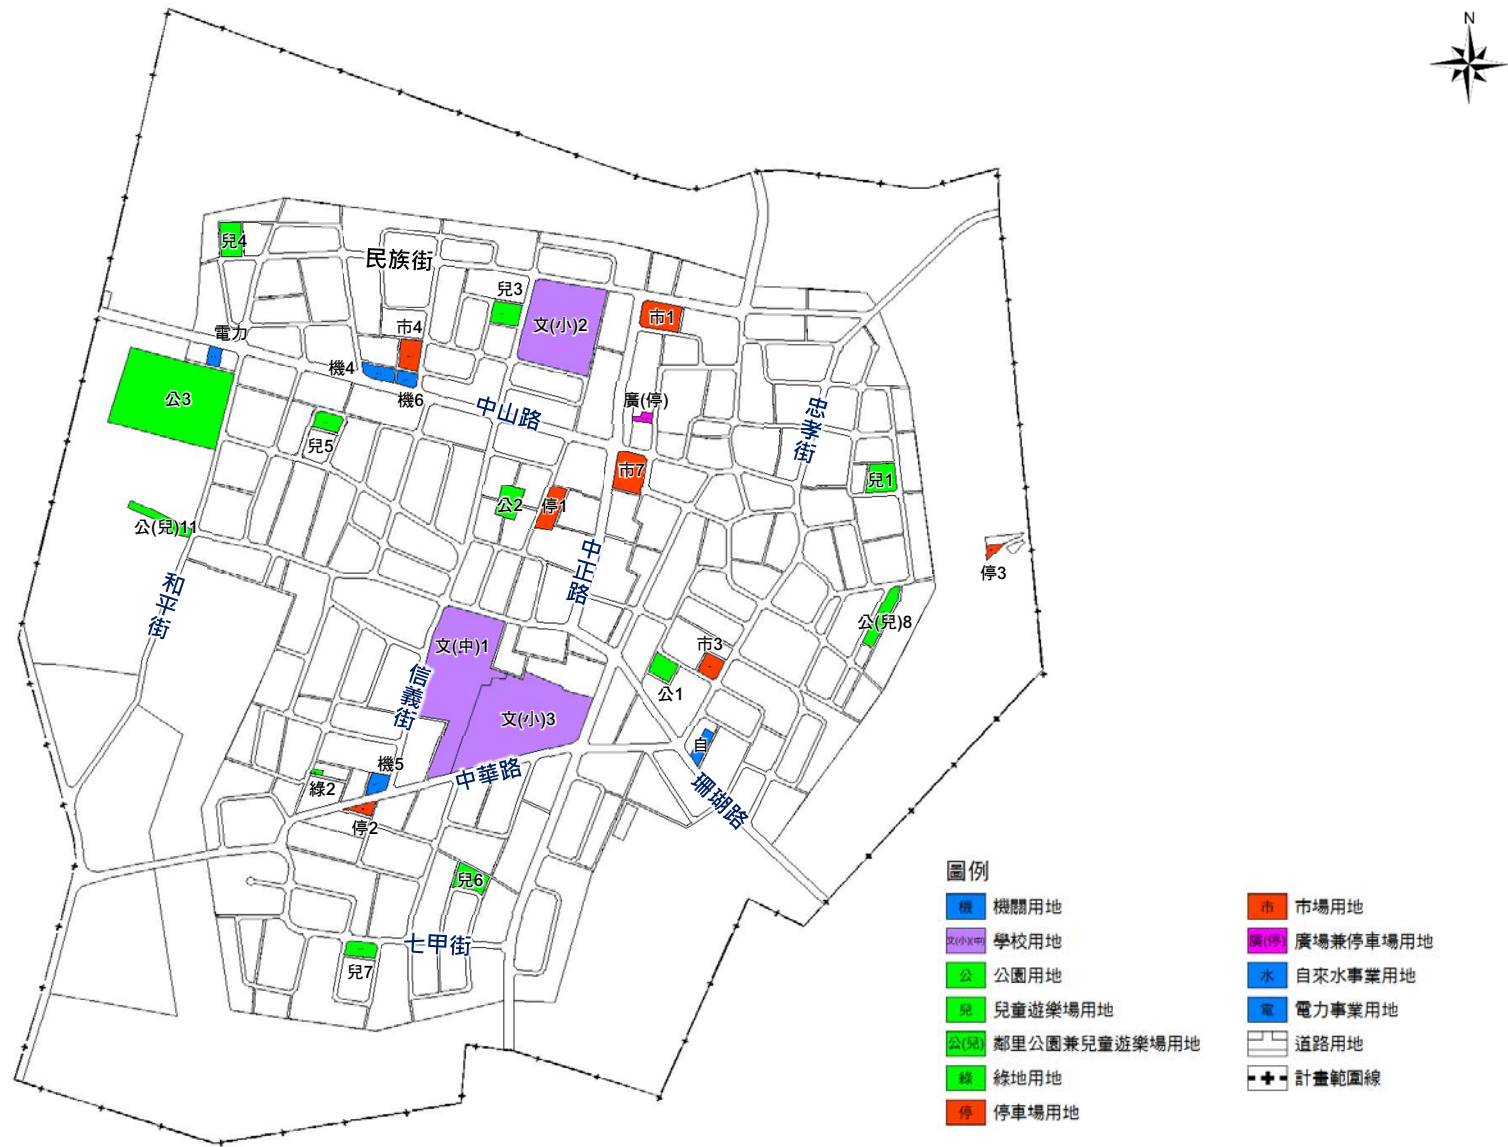 N
兒4
民族街
兒3
文(小)2
市1
電力
市4
機4
機6
公3
中山路
廣(停)
忠孝街
兒5
市7
兒1
公2
停1
公(兒)11
中正路
停3
和平街
公(兒)8
文(中)1
市3
信義街
公1
文(小)3
自
機5
中華路
綠2
珊瑚路
停2
兒6
七甲街
兒7
圖例
機 機關用地
文(小)(中) 學校用地
公 公園用地
兒 兒童遊樂場用地
公(兒) 鄰里公園兼兒童遊樂場用地
綠 綠地用地
停 停車場用地
市 市場用地
廣(停) 廣場兼停車場用地
水 自來水事業用地
電 電力事業用地
道路用地
計畫範圍線